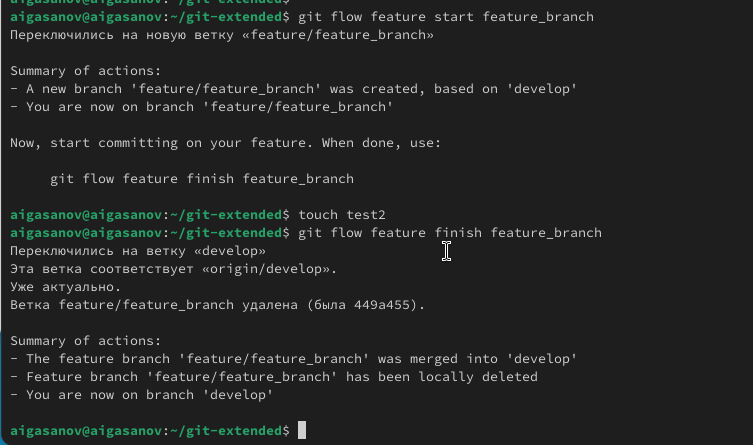 aigasanov@aigasanov:~/git-extended$
aigasanov@aigasanov:~/git-extended$ git flow feature start feature_branch
Переключились на новую ветку «feature/feature_branch»
Summary of actions:
- A new branch 'feature/feature_branch' was created, based on 'develop'
- You are now on branch 'feature/feature_branch'
Now, start committing on your feature. When done, use:
git flow feature finish feature_branch
aigasanov@aigasanov:~/git-extended$ touch test2
aigasanov@aigasanov:~/git-extended$ git flow feature finish feature_branch
Переключились на ветку «develop»
Эта ветка соответствует «origin/develop».
Уже актуально.
Ветка feature/feature_branch удалена (была 449a455).
Summary of actions:
- The feature branch 'feature/feature_branch' was merged into 'develop'
- Feature branch 'feature/feature_branch' has been locally deleted
- You are now on branch 'develop'
aigasanov@aigasanov:~/git-extended$